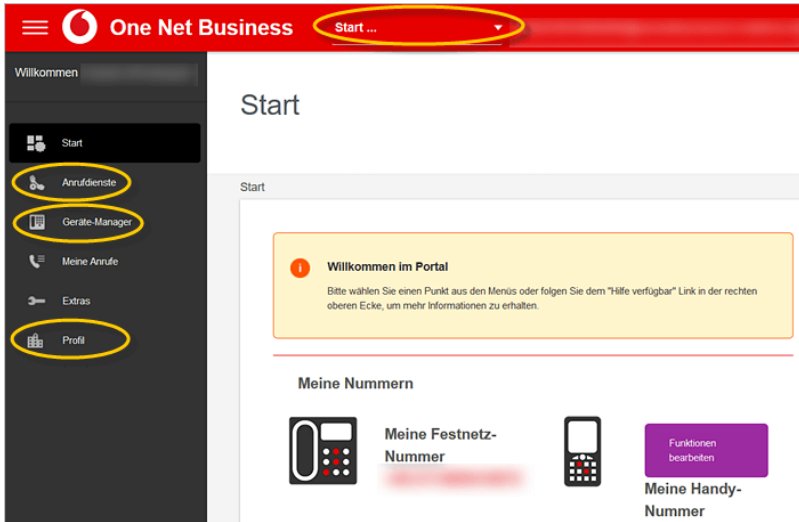 One Net Business
Start ...
Willkommen
Start
Start
Anrufdienste
Geräte-Manager
Meine Anrufe
Extras
Profil
Start
Willkommen im Portal
Bitte wählen Sie einen Punkt aus den Menüs oder folgen Sie dem "Hilfe verfügbar" Link in der rechten
oberen Ecke, um mehr Informationen zu erhalten.
Meine Nummern
Meine Festnetz-
Nummer
Funktionen
bearbeiten
Meine Handy-
Nummer